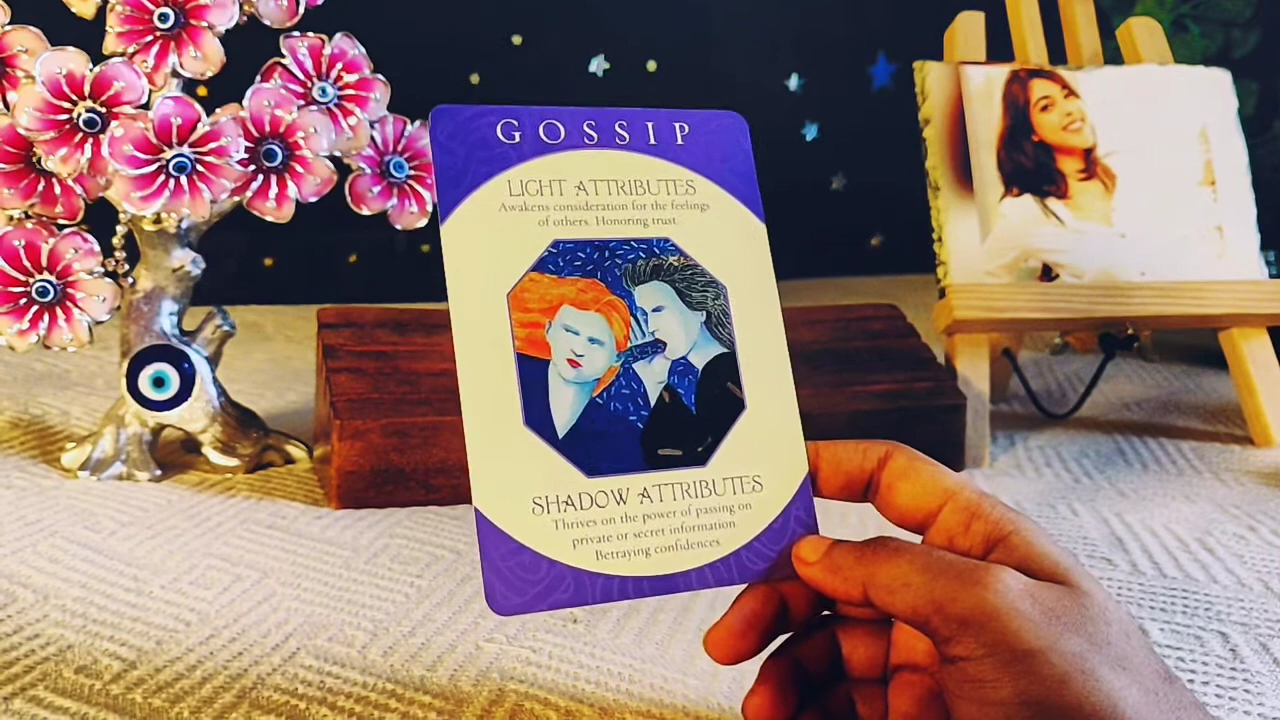 GOSSIP
LIGHT ATTRIBUTES
Awakens consideration for the feelings
of others. Honoring trust.
SHADOW ATTRIBUTES
Thrives on the power of passing on
private or secret information.
Betraying confidences.